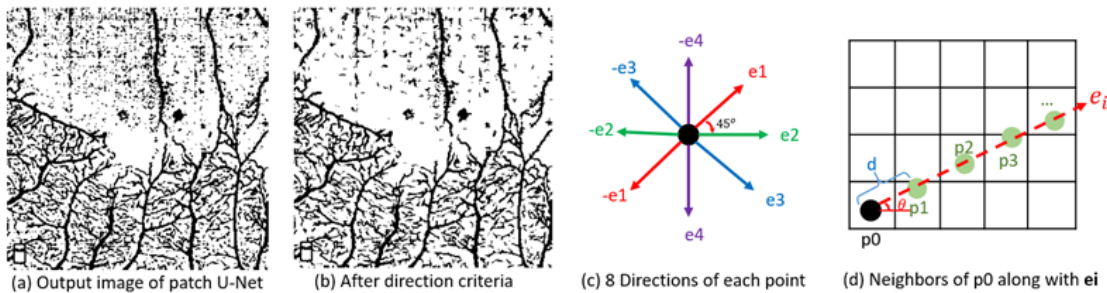 -e4
-e3
e1
45°
-e2
e2
-e1
e3
e4
e_i
...
p2
d
p3
θ
p1
p0
(a) Output image of patch U-Net
(b) After direction criteria
(c) 8 Directions of each point
(d) Neighbors of p0 along with ei